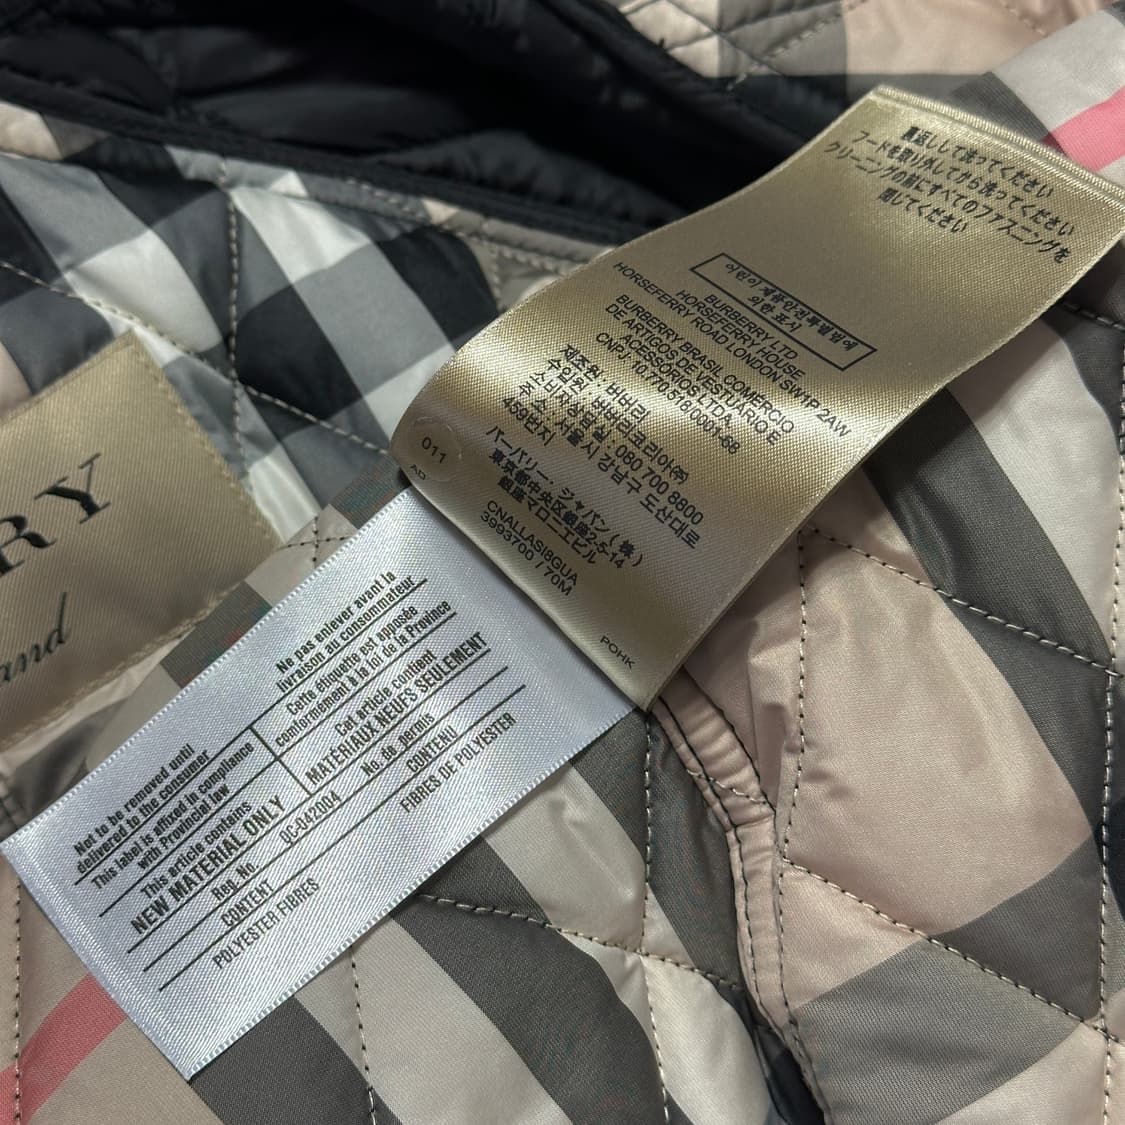 裏返しして洗ってください
フードを取り外してから洗ってください
クリーニングの前にすべてのファスニングを
閉じてください
어린이제품안전특별법에
의한 표시
BURBERRY LTD
HORSEFERRY HOUSE
HORSEFERRY ROAD LONDON SW1P 2AW
BURBERRY BRASIL COMERCIO
DE ARTIGOS DE VESTUARIO E
ACESSORIOS LTDA,
CNPJ-10.770.518/0001-68
제조원: 버버리
수입원: 버버리코리아㈜
소비자상담실: 080 700 8800
주소: 서울시 강남구 도산대로
459번지
バーバリー・ジャパン(株)
東京都中央区銀座2-5-14
銀座マロニエビル
CNALLASI8GUA
3993700 / 70M
POHK
011
AD
RY
and
Not to be removed until
delivered to the consumer
This label is affixed in compliance
with Provincial law
This article contains
NEW MATERIAL ONLY
Reg. No.
CONTENT
POLYESTER FIBRES
Ne pas enlever avant la
livraison au consommateur
Cette étiquette est apposée
conformément à la loi de la Province
Cet article contient
MATÉRIAUX NEUFS SEULEMENT
No. de permis
QC-042004
CONTENU
FIBRES DE POLYESTER